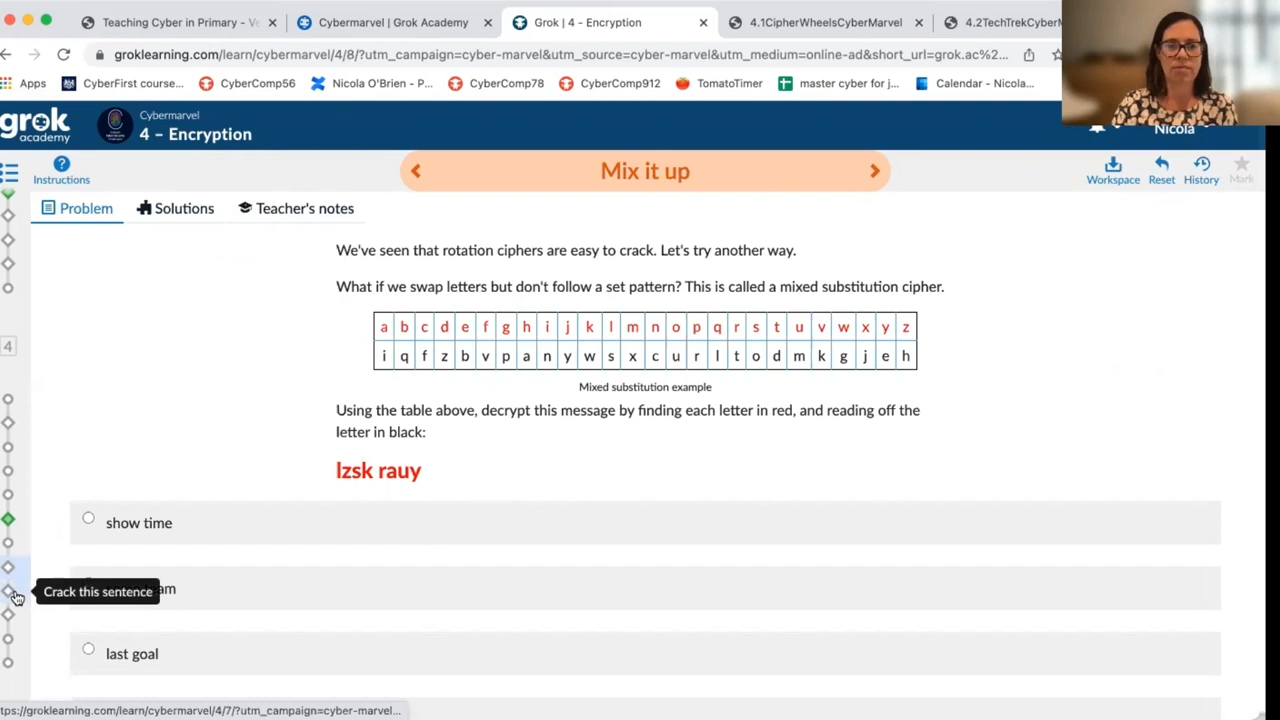 Teaching Cyber in Primary - Ve
Cybermarvel | Grok Academy
Grok | 4 - Encryption
4.1CipherWheelsCyberMarvel
4.2TechTrekCyberM
groklearning.com/learn/cybermarvel/4/8/?utm_campaign=cyber-marvel&utm_source=cyber-marvel&utm_medium=online-ad&short_url=grok.ac%2...
Apps
CyberFirst course...
CyberComp56
Nicola O'Brien - P...
CyberComp78
CyberComp912
TomatoTimer
master cyber for j...
Calendar - Nicola...
grok
academy
Cybermarvel
4 – Encryption
Nicola
Instructions
Mix it up
Workspace
Reset
History
Mark
Problem
Solutions
Teacher's notes
4
We've seen that rotation ciphers are easy to crack. Let's try another way.
What if we swap letters but don't follow a set pattern? This is called a mixed substitution cipher.
a b c d e f g h i j k l m n o p q r s t u v w x y z
i q f z b v p a n y w s x c u r l t o d m k g j e h
Mixed substitution example
Using the table above, decrypt this message by finding each letter in red, and reading off the
letter in black:
lzsk rauy
show time
Crack this sentence
am
last goal
tps://groklearning.com/learn/cybermarvel/4/7/?utm_campaign=cyber-marvel...